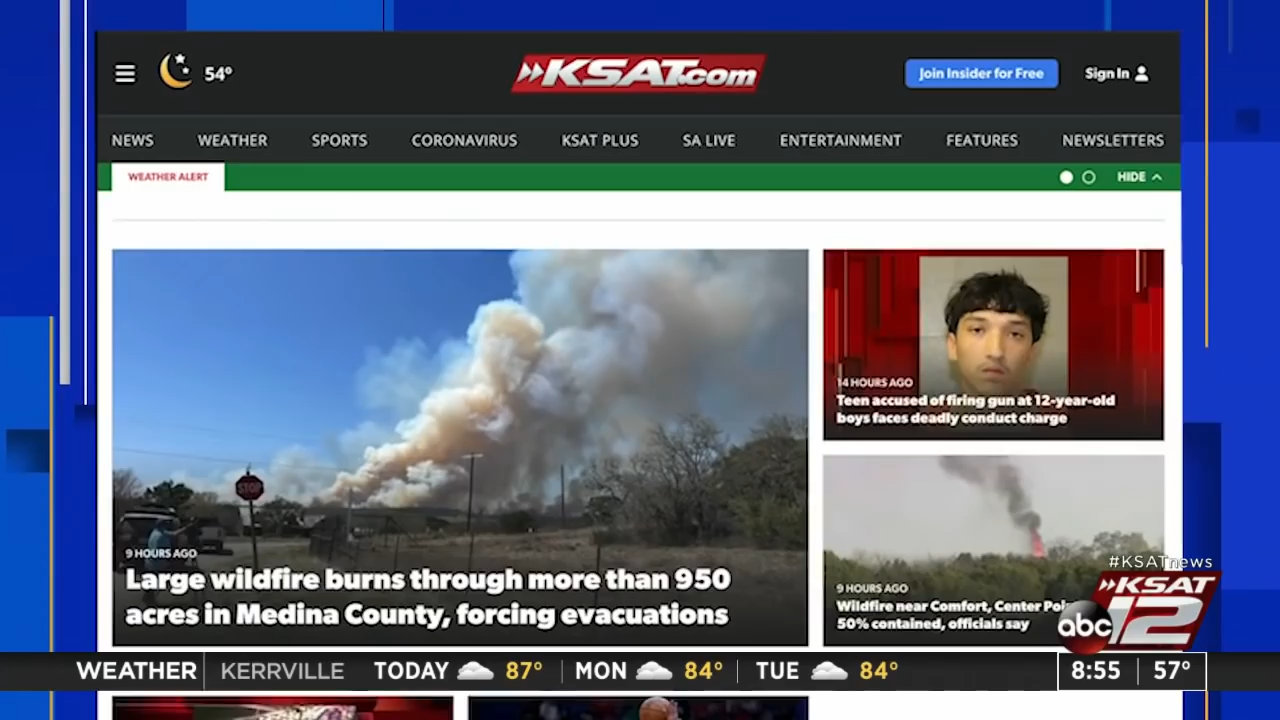 54°
KSAT.com
Join Insider for Free
Sign In
NEWS WEATHER SPORTS CORONAVIRUS KSAT PLUS SA LIVE ENTERTAINMENT FEATURES NEWSLETTERS
WEATHER ALERT
HIDE
STOP
9 HOURS AGO
Large wildfire burns through more than 950
acres in Medina County, forcing evacuations
14 HOURS AGO
Teen accused of firing gun at 12-year-old
boys faces deadly conduct charge
9 HOURS AGO
Wildfire near Comfort, Center
50% contained, officials say
#KSATnews
KSAT
abc 12
WEATHER KERRVILLE TODAY 87° MON 84° TUE 84°
8:55 57°